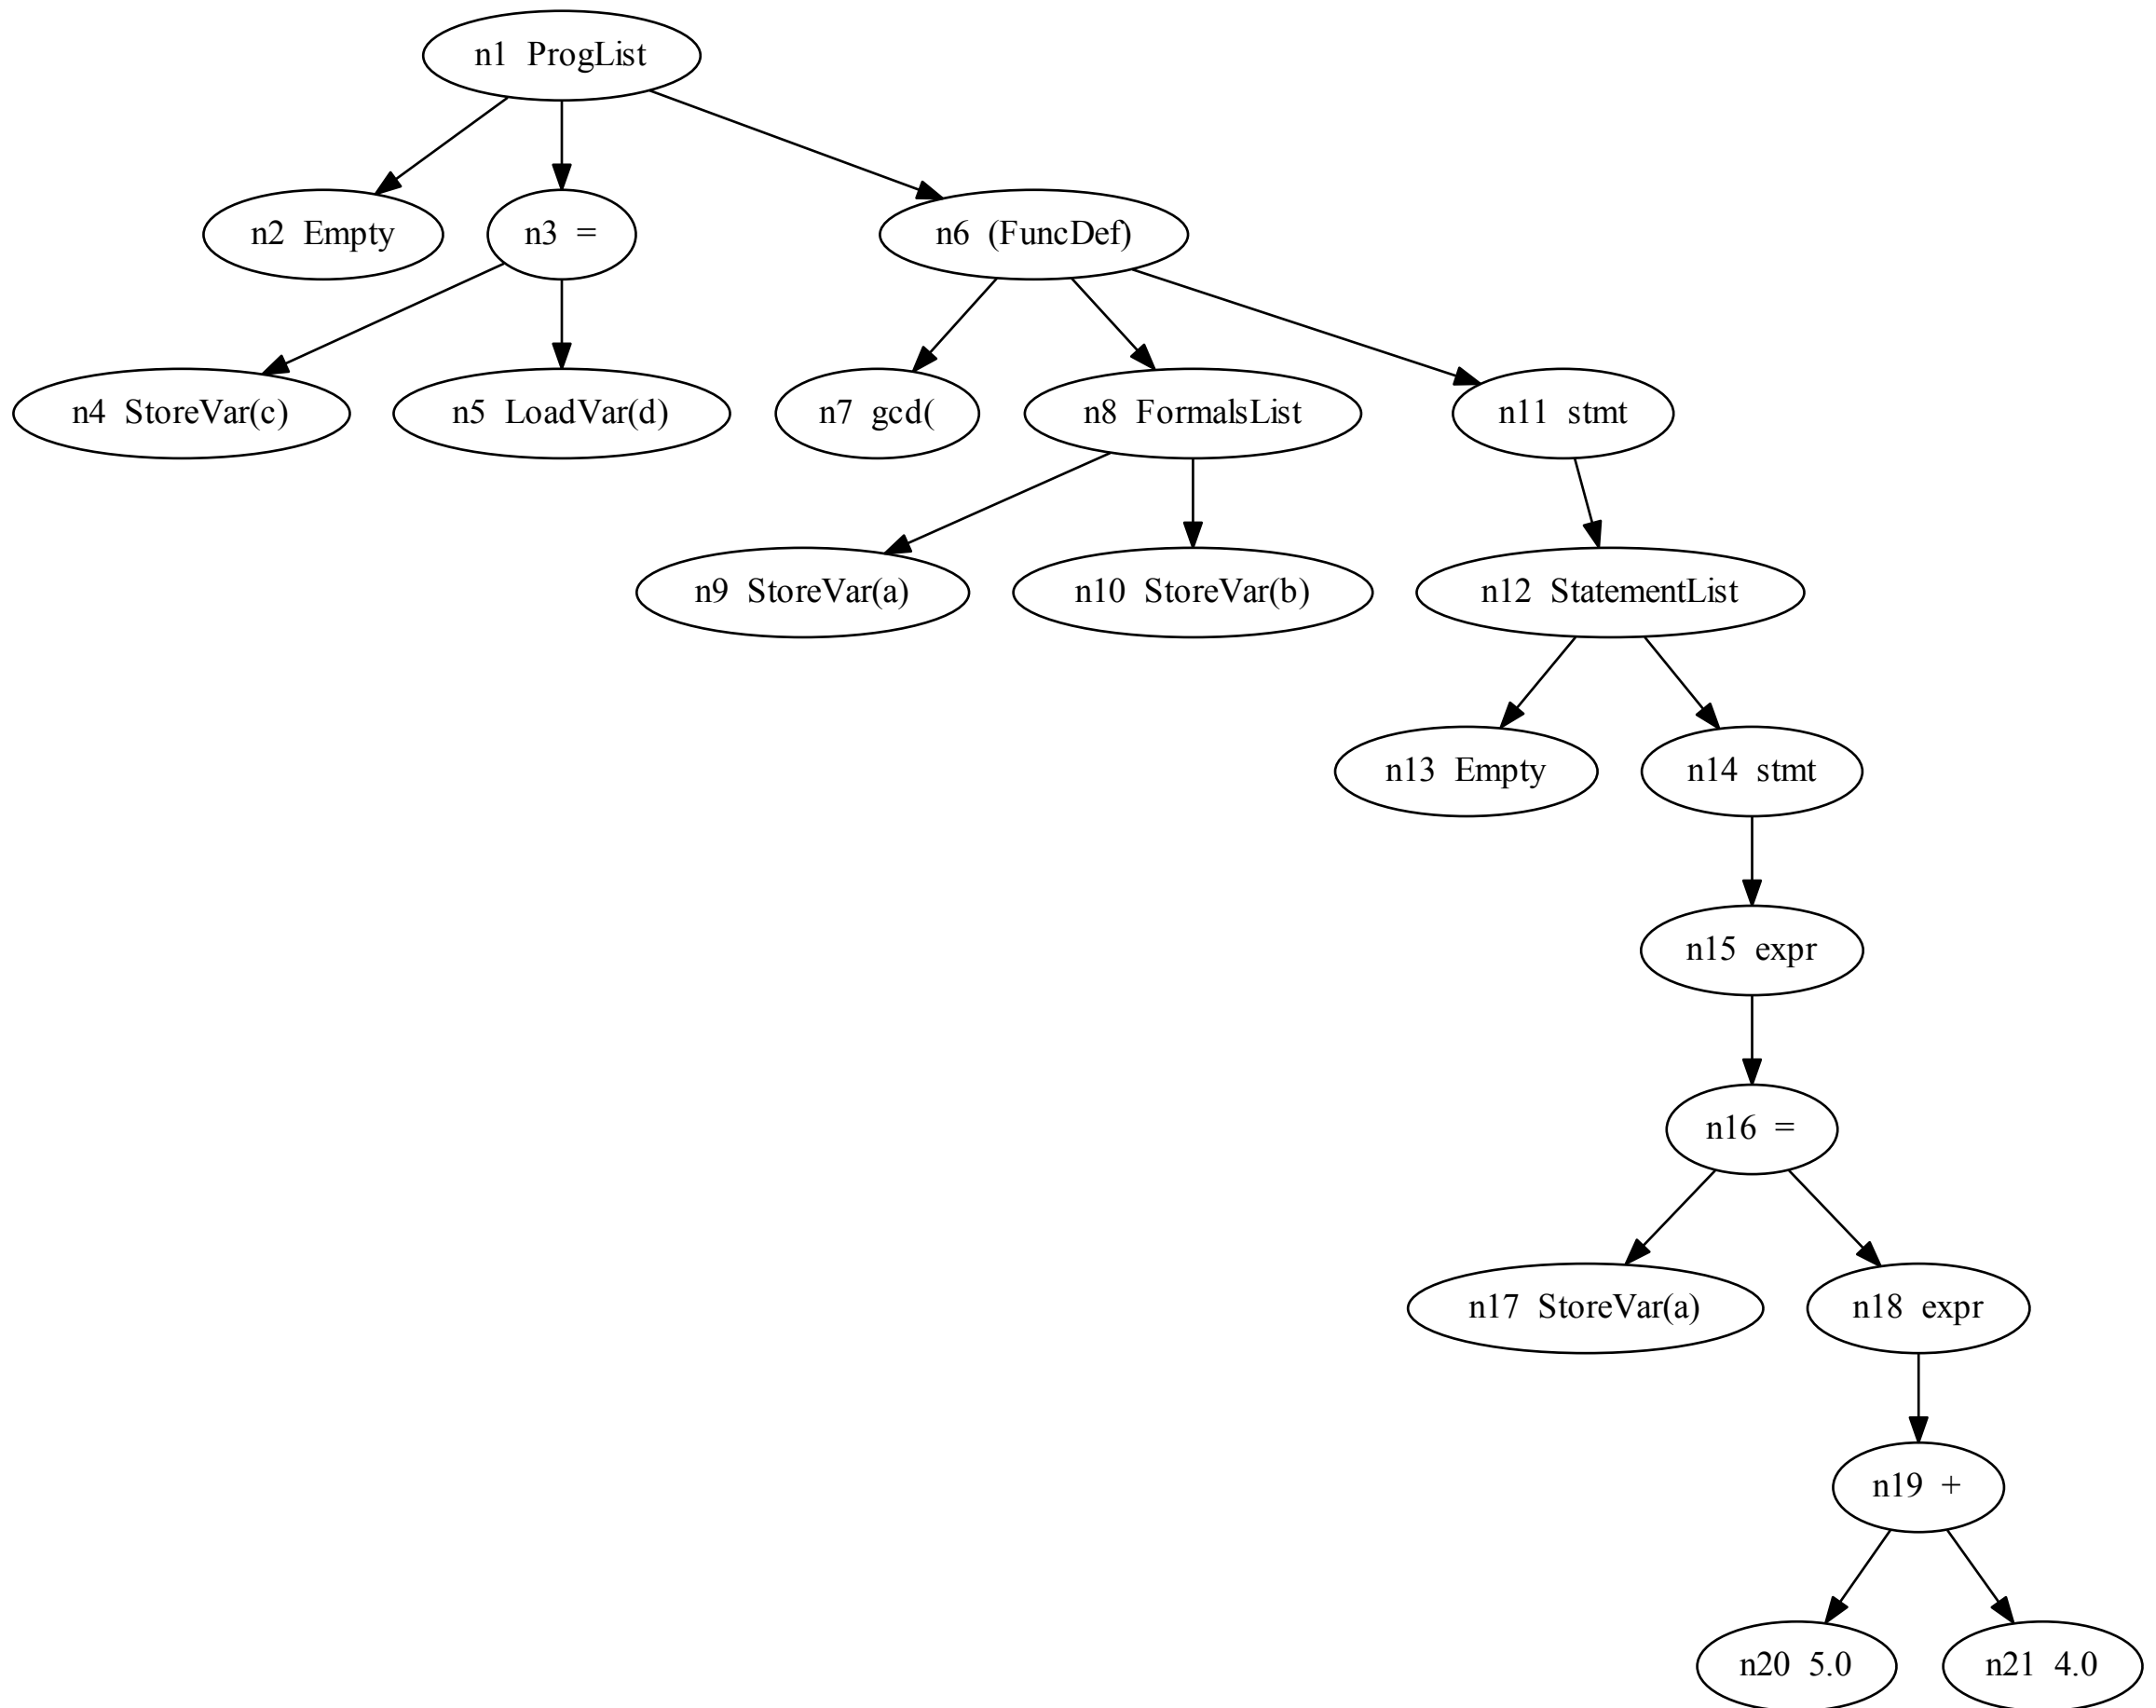 n1 ProgList
n2 Empty
n3 =
n6 (FuncDef)
n4 StoreVar(c)
n5 LoadVar(d)
n7 gcd(
n8 FormalsList
n11 stmt
n9 StoreVar(a)
n10 StoreVar(b)
n12 StatementList
n13 Empty
n14 stmt
n15 expr
n16 =
n17 StoreVar(a)
n18 expr
n19 +
n20 5.0
n21 4.0